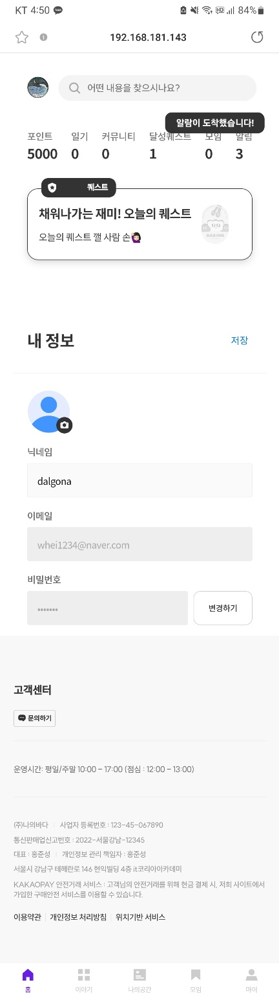 KT 4:50 TALK HD 84%
192.168.181.143
어떤 내용을 찾으시나요?
알람이 도착했습니다!
포인트 일기 커뮤니티 달성퀘스트 모임 알림
5000 0 0 1 0 3
퀘스트
채워나가는 재미! 오늘의 퀘스트
오늘의 퀘스트 깰 사람 손🙋🏻‍♀️
BAKING
내 정보 저장
닉네임
dalgona
이메일
whei1234@naver.com
비밀번호
•••••••
변경하기
고객센터
문의하기
운영시간: 평일/주말 10:00 - 17:00 (점심 : 12:00 - 13:00)
(주)나의바다 | 사업자 등록번호 : 123-45-067890
통신판매업신고번호 : 2022-서울강남-12345
대표 : 홍준성 | 개인정보 관리 책임자 : 홍준성
서울시 강남구 테헤란로 146 현익빌딩 4층 it코리아아카데미
KAKAOPAY 안전거래 서비스 : 고객님의 안전거래를 위해 현금 결제 시, 저희 사이트에서
가입한 구매안전 서비스를 이용할 수 있습니다.
이용약관 | 개인정보 처리방침 | 위치기반 서비스
홈 이야기 나의공간 모임 마이